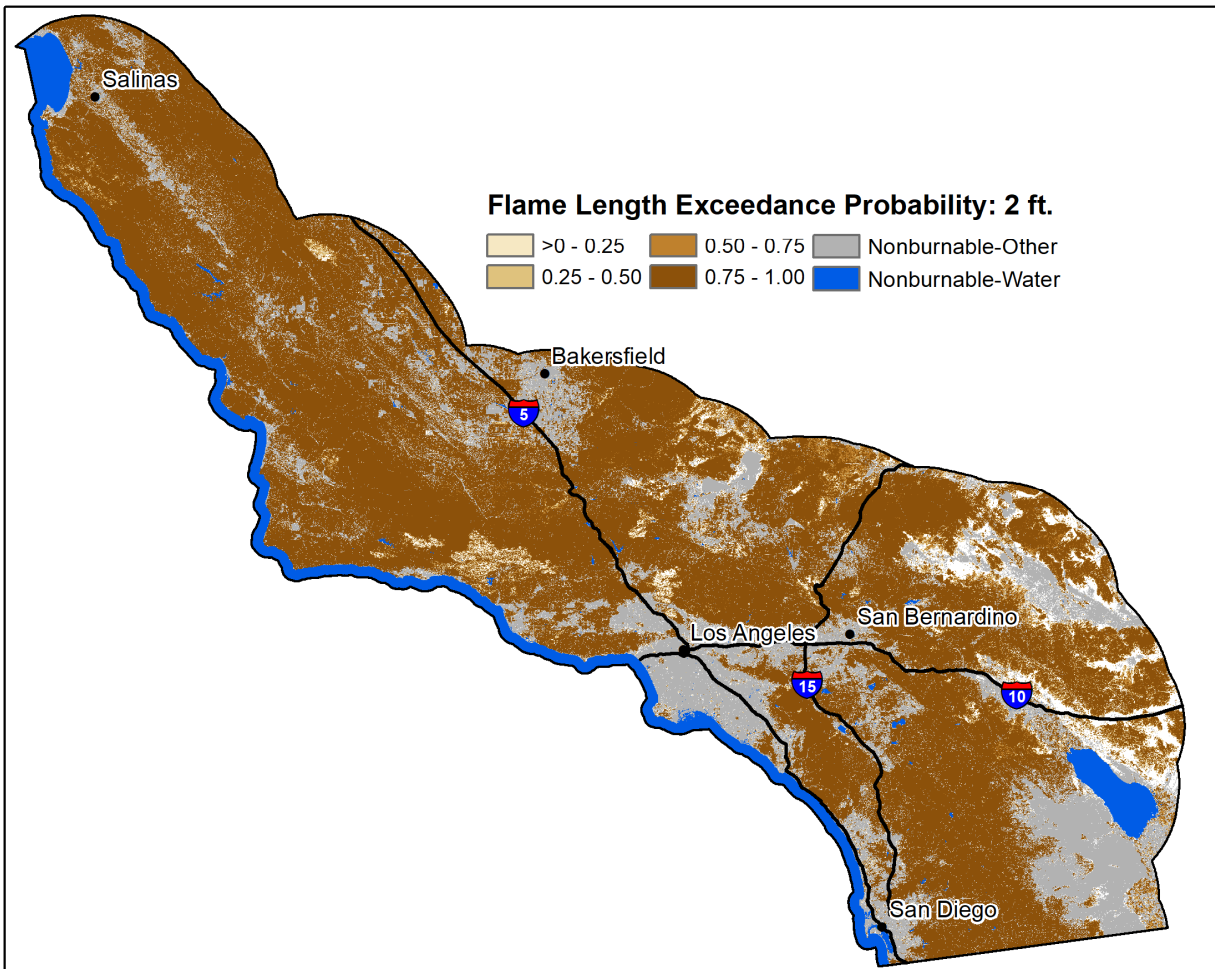 Salinas
Flame Length Exceedance Probability: 2 ft.
>0 - 0.25 0.50 - 0.75 Nonburnable-Other
0.25 - 0.50 0.75 - 1.00 Nonburnable-Water
Bakersfield
5
San Bernardino
Los Angeles
15
10
San Diego